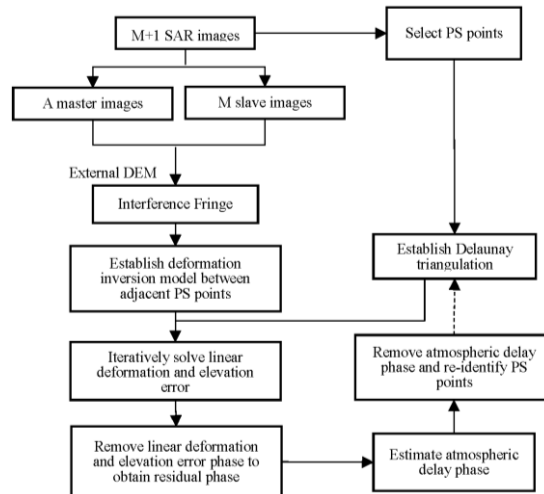 M+1 SAR images
Select PS points
A master images
M slave images
External DEM
Interference Fringe
Establish deformation
inversion model between
adjacent PS points
Establish Delaunay
triangulation
Iteratively solve linear
deformation and elevation
error
Remove atmospheric delay
phase and re-identify PS
points
Remove linear deformation
and elevation error phase to
obtain residual phase
Estimate atmospheric
delay phase